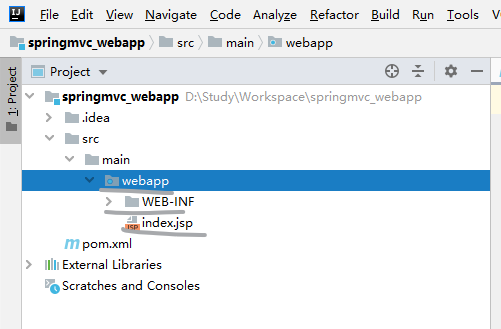 IJ File Edit View Navigate Code Analyze Refactor Build Run Tools
springmvc_webapp src main webapp
Project
1: Project
springmvc_webapp D:\Study\Workspace\springmvc_webapp
.idea
src
main
webapp
WEB-INF
JSP index.jsp
m pom.xml
External Libraries
Scratches and Consoles